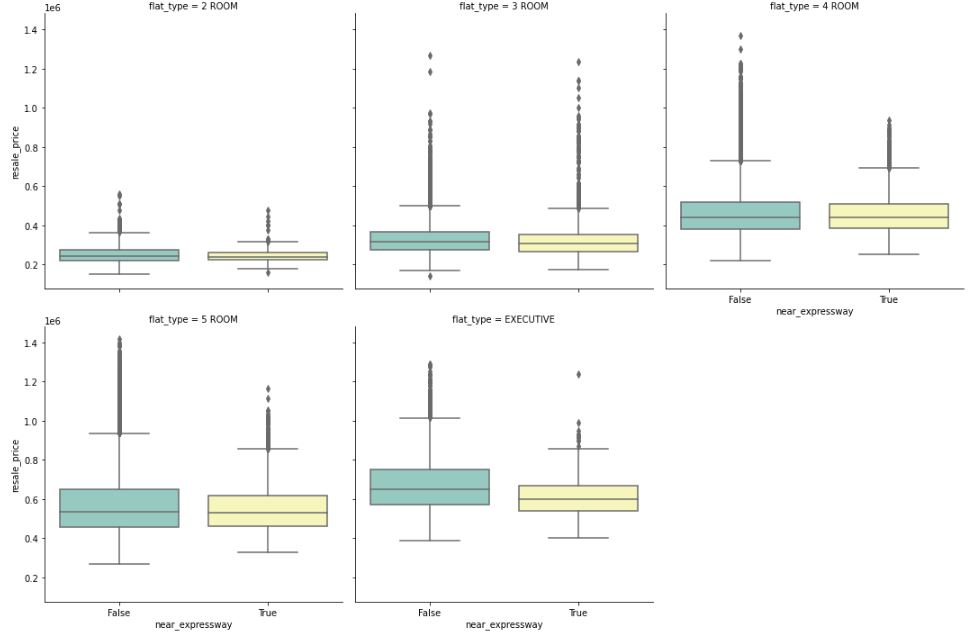 1e6
flat_type = 2 ROOM
flat_type = 3 ROOM
flat_type = 4 ROOM
1.4
1.2
1.0
0.8
0.6
0.4
0.2
resale_price
False
True
near_expressway
1e6
flat_type = 5 ROOM
flat_type = EXECUTIVE
1.4
1.2
1.0
0.8
0.6
0.4
0.2
resale_price
False
True
False
True
near_expressway
near_expressway